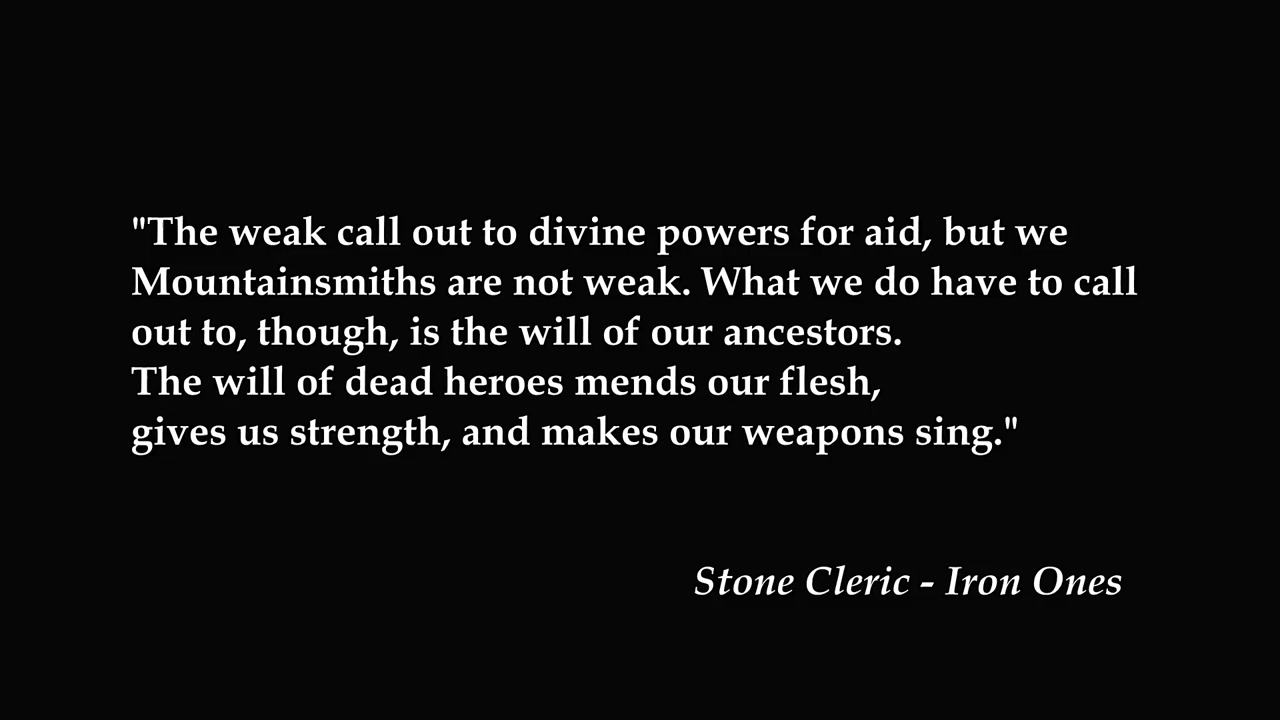 "The weak call out to divine powers for aid, but we
Mountainsmiths are not weak. What we do have to call
out to, though, is the will of our ancestors.
The will of dead heroes mends our flesh,
gives us strength, and makes our weapons sing."
Stone Cleric - Iron Ones